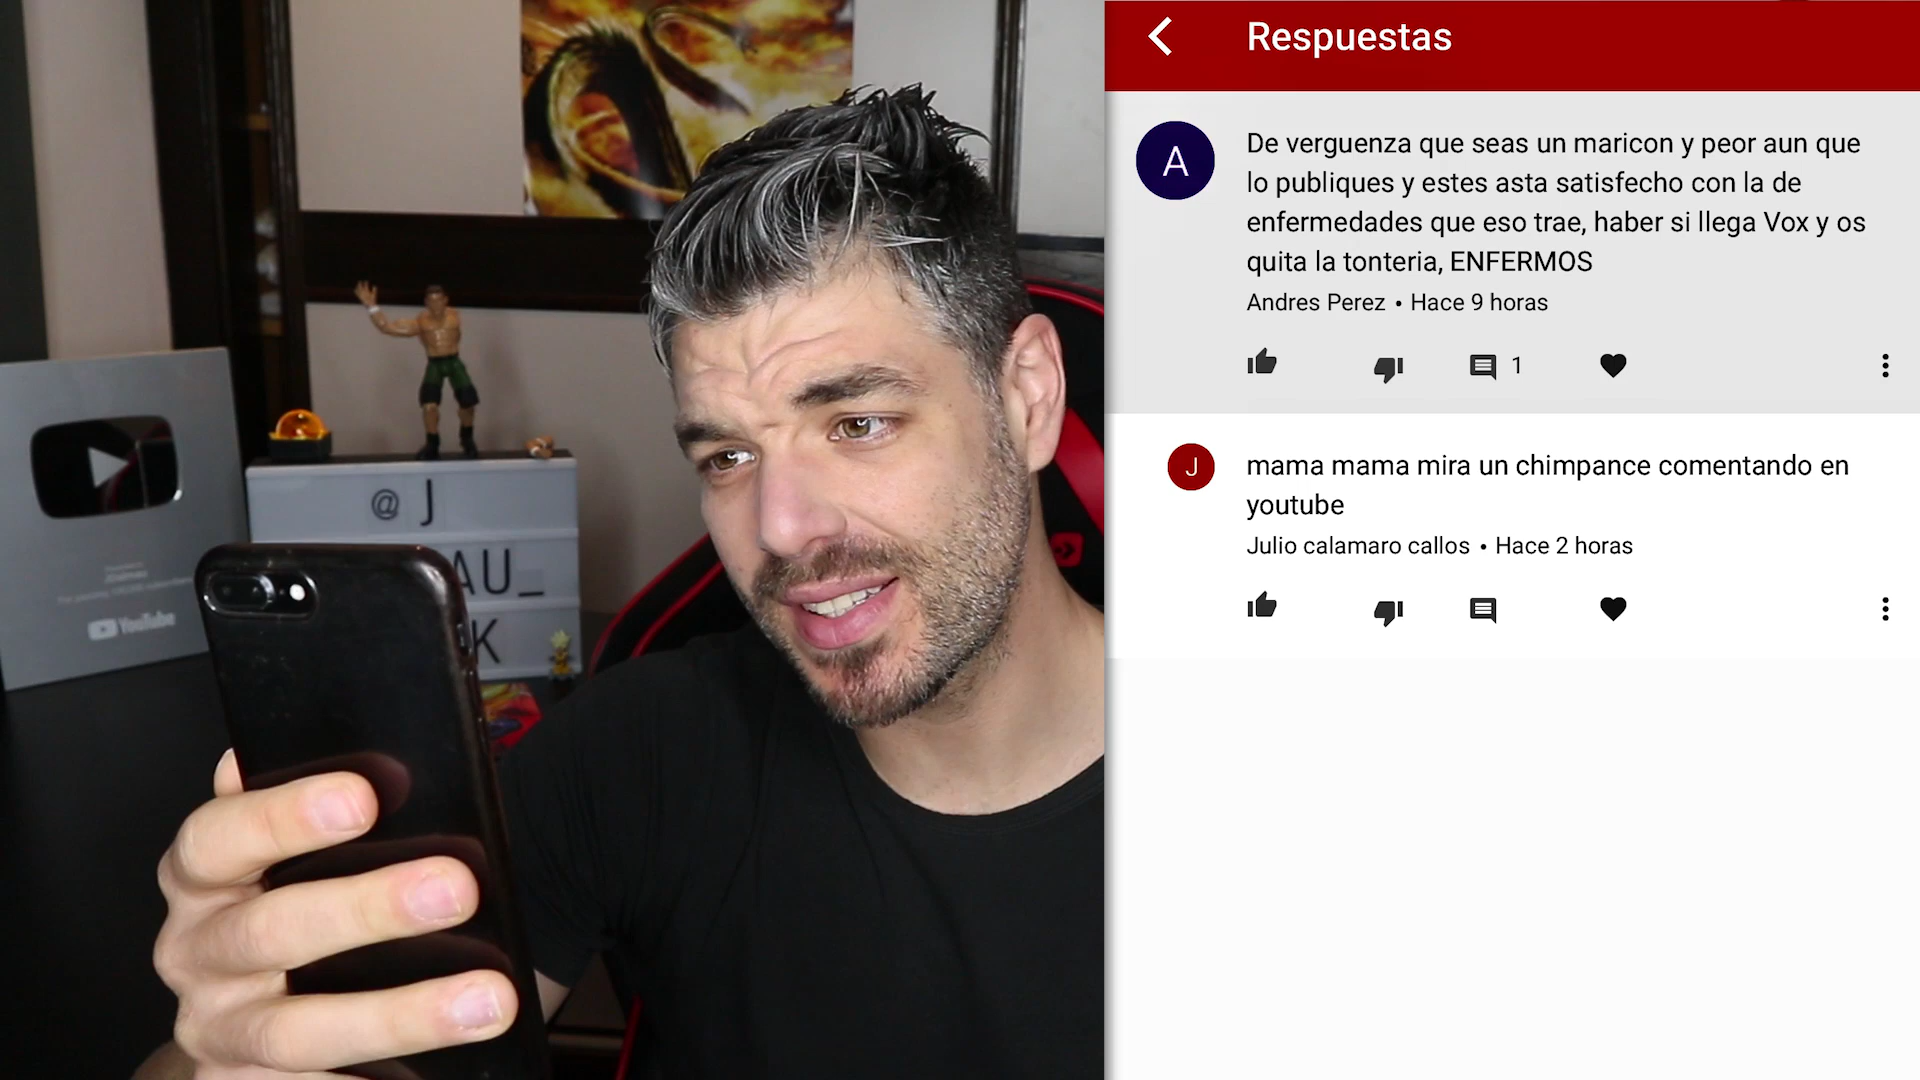 Respuestas
A
De verguenza que seas un maricon y peor aun que
lo publiques y estes asta satisfecho con la de
enfermedades que eso trae, haber si llega Vox y os
quita la tonteria, ENFERMOS
Andres Perez • Hace 9 horas
1
J
mama mama mira un chimpance comentando en
youtube
Julio calamaro callos • Hace 2 horas
@ J
AU_
K
YouTube